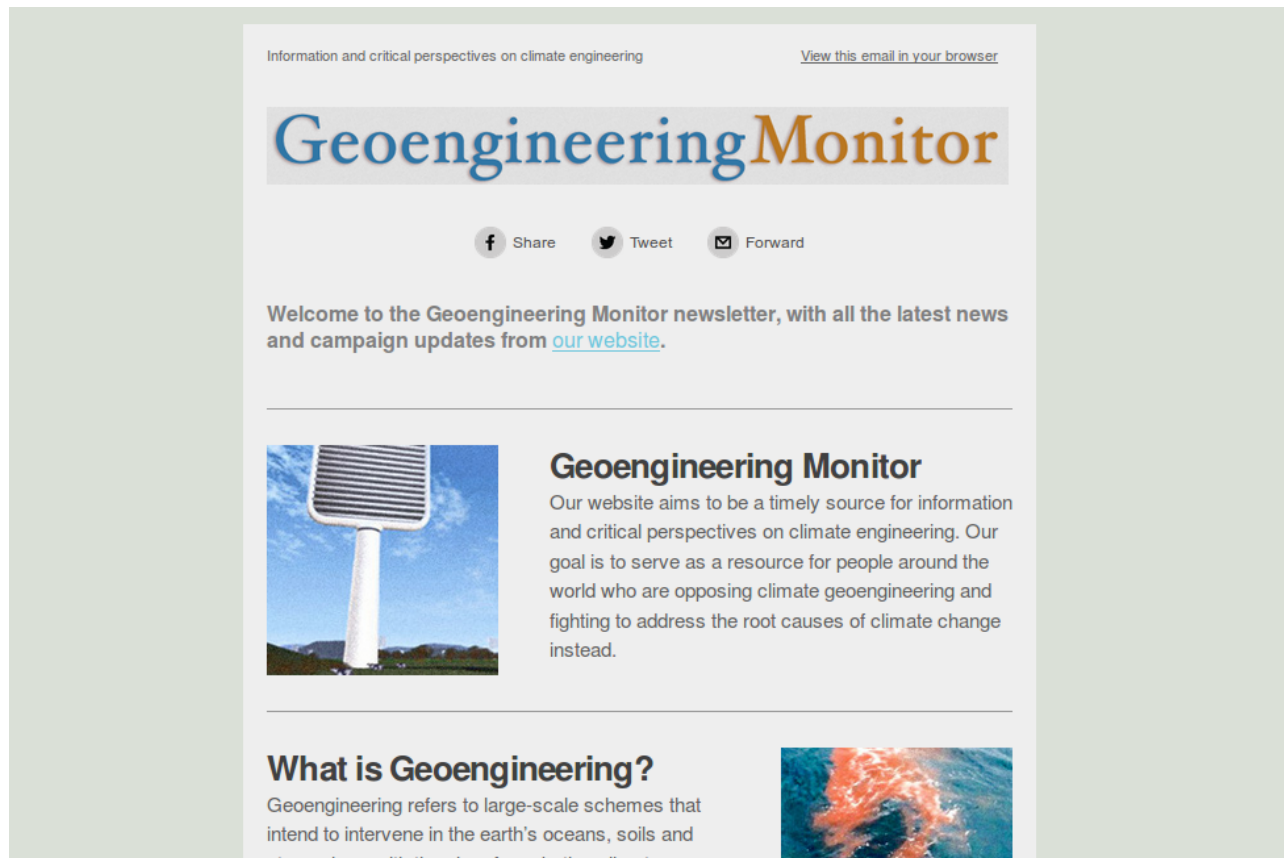 Information and critical perspectives on climate engineering
View this email in your browser
GeoengineeringMonitor
Share
Tweet
Forward
Welcome to the Geoengineering Monitor newsletter, with all the latest news
and campaign updates from our website.
Geoengineering Monitor
Our website aims to be a timely source for information
and critical perspectives on climate engineering. Our
goal is to serve as a resource for people around the
world who are opposing climate geoengineering and
fighting to address the root causes of climate change
instead.
What is Geoengineering?
Geoengineering refers to large-scale schemes that
intend to intervene in the earth's oceans, soils and